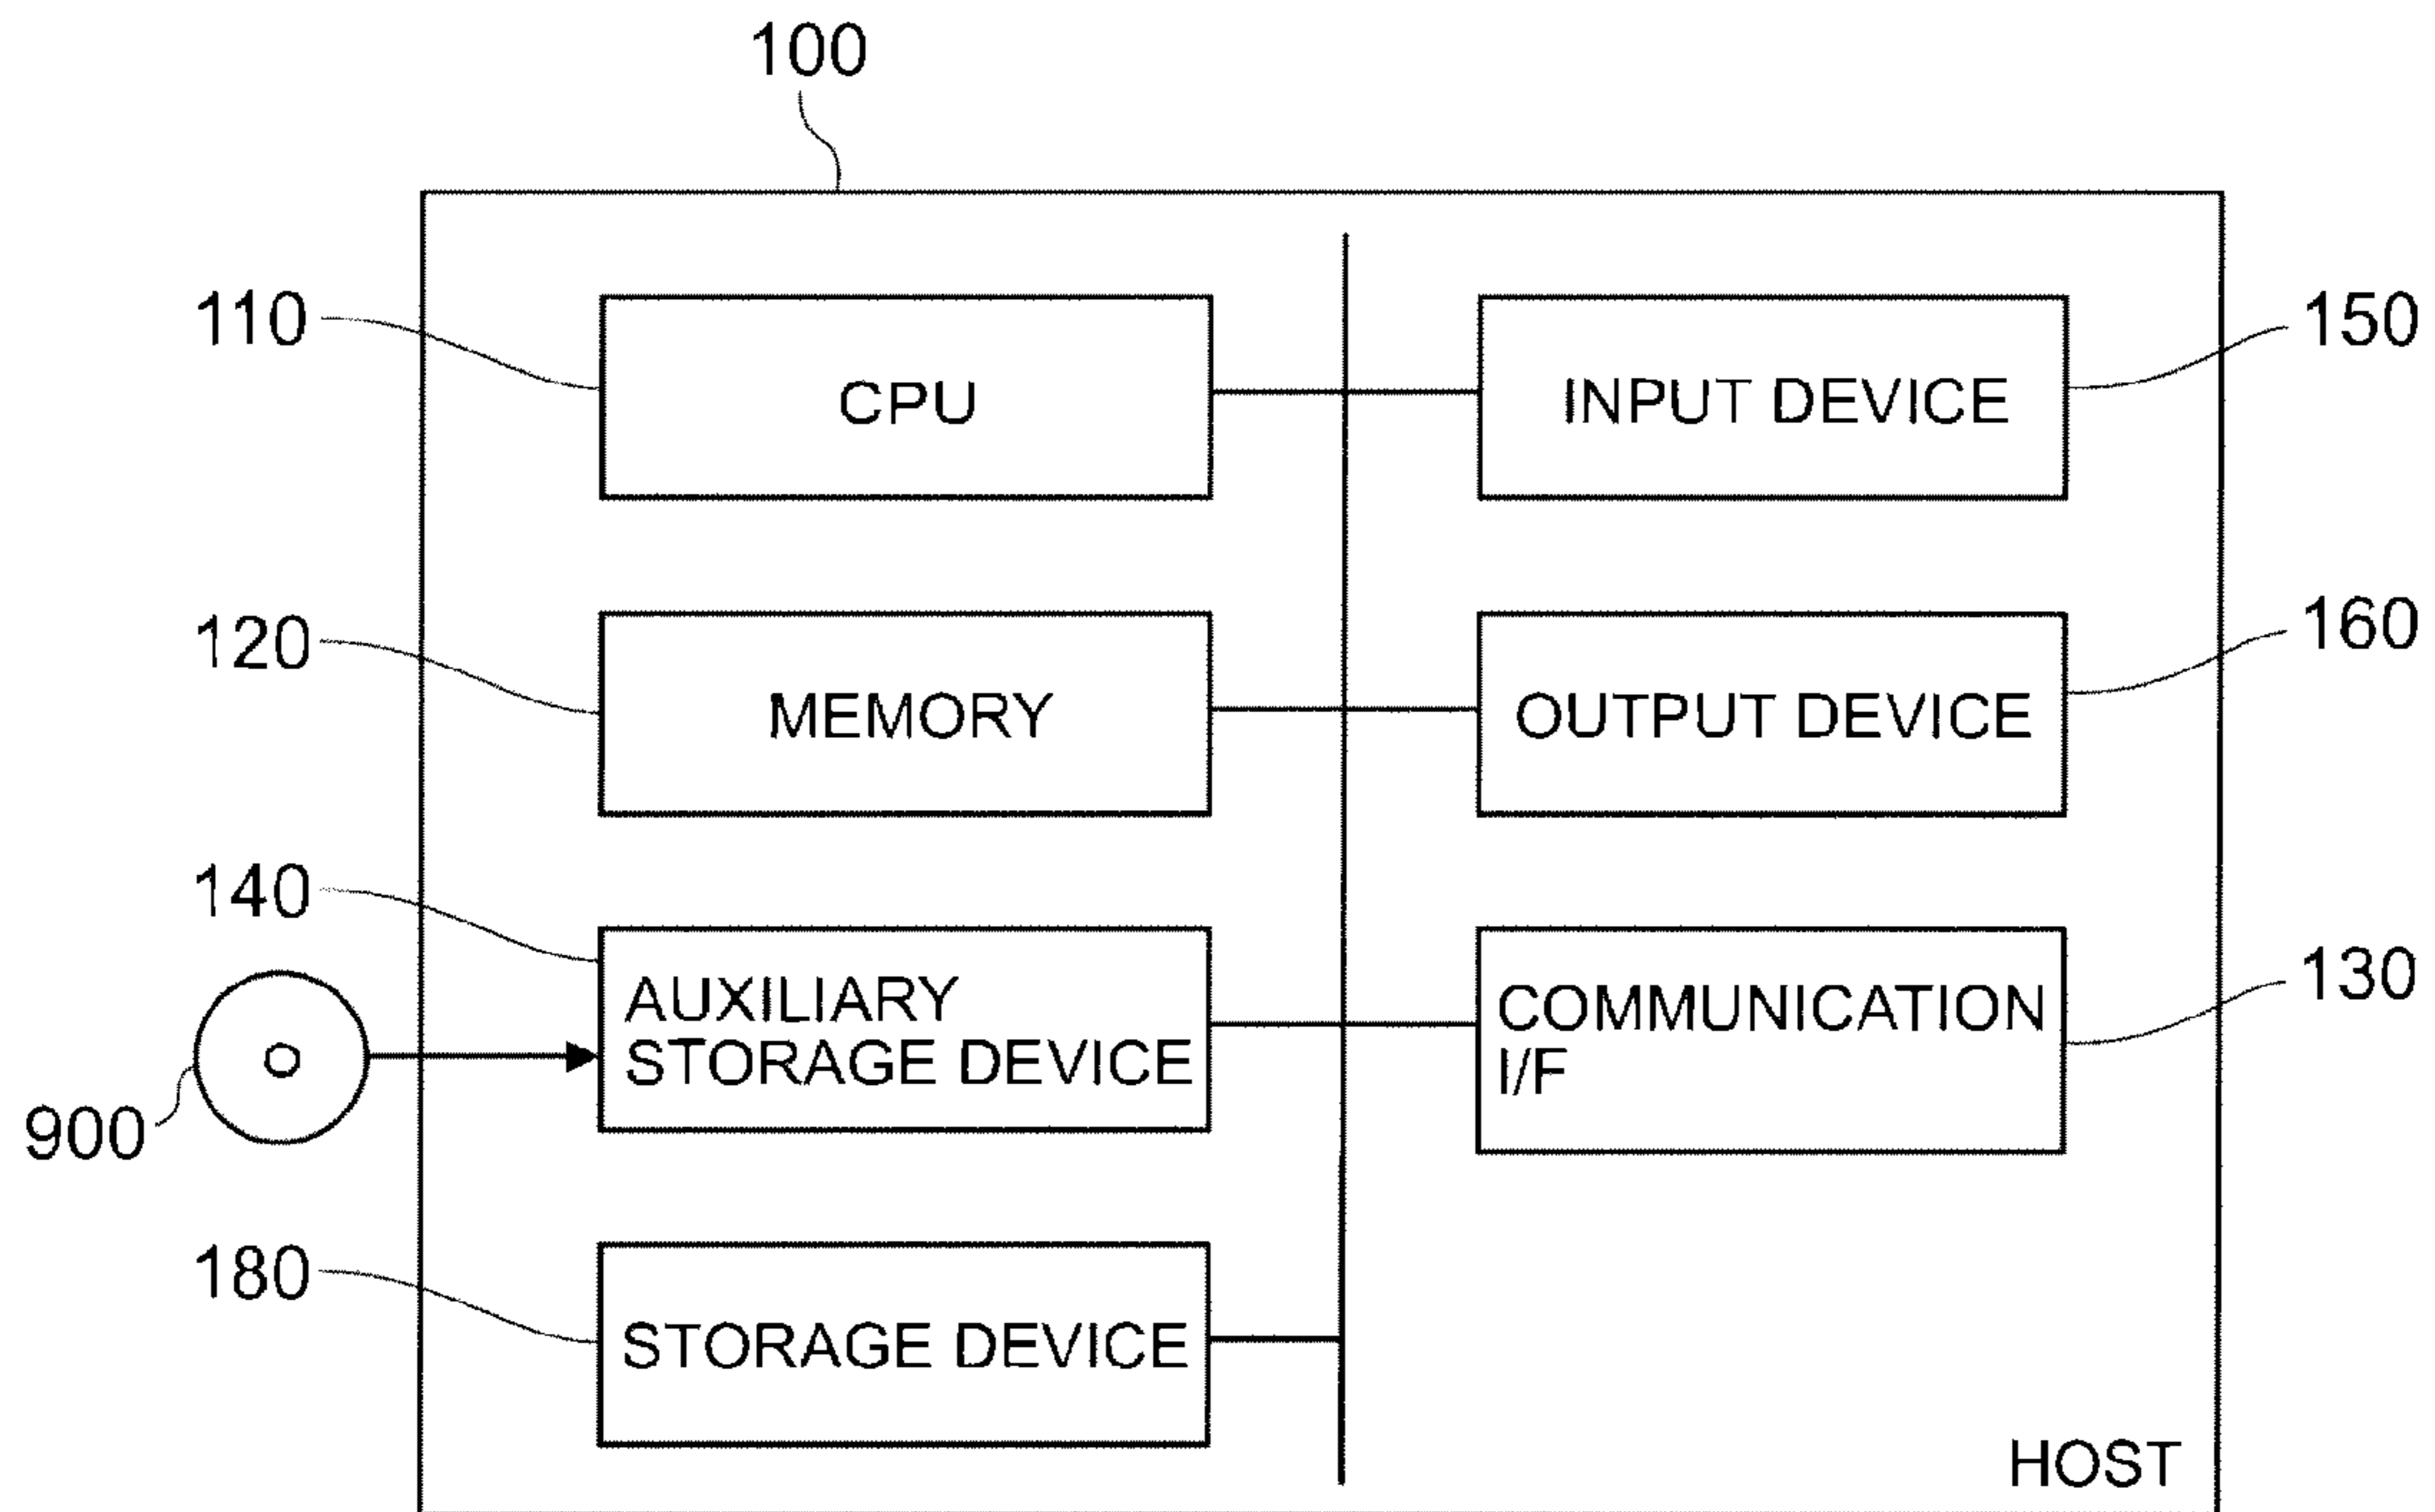 100
110
CPU
INPUT DEVICE
150
120
MEMORY
OUTPUT DEVICE
160
140
AUXILIARY
STORAGE DEVICE
COMMUNICATION
I/F
130
900
180
STORAGE DEVICE
HOST